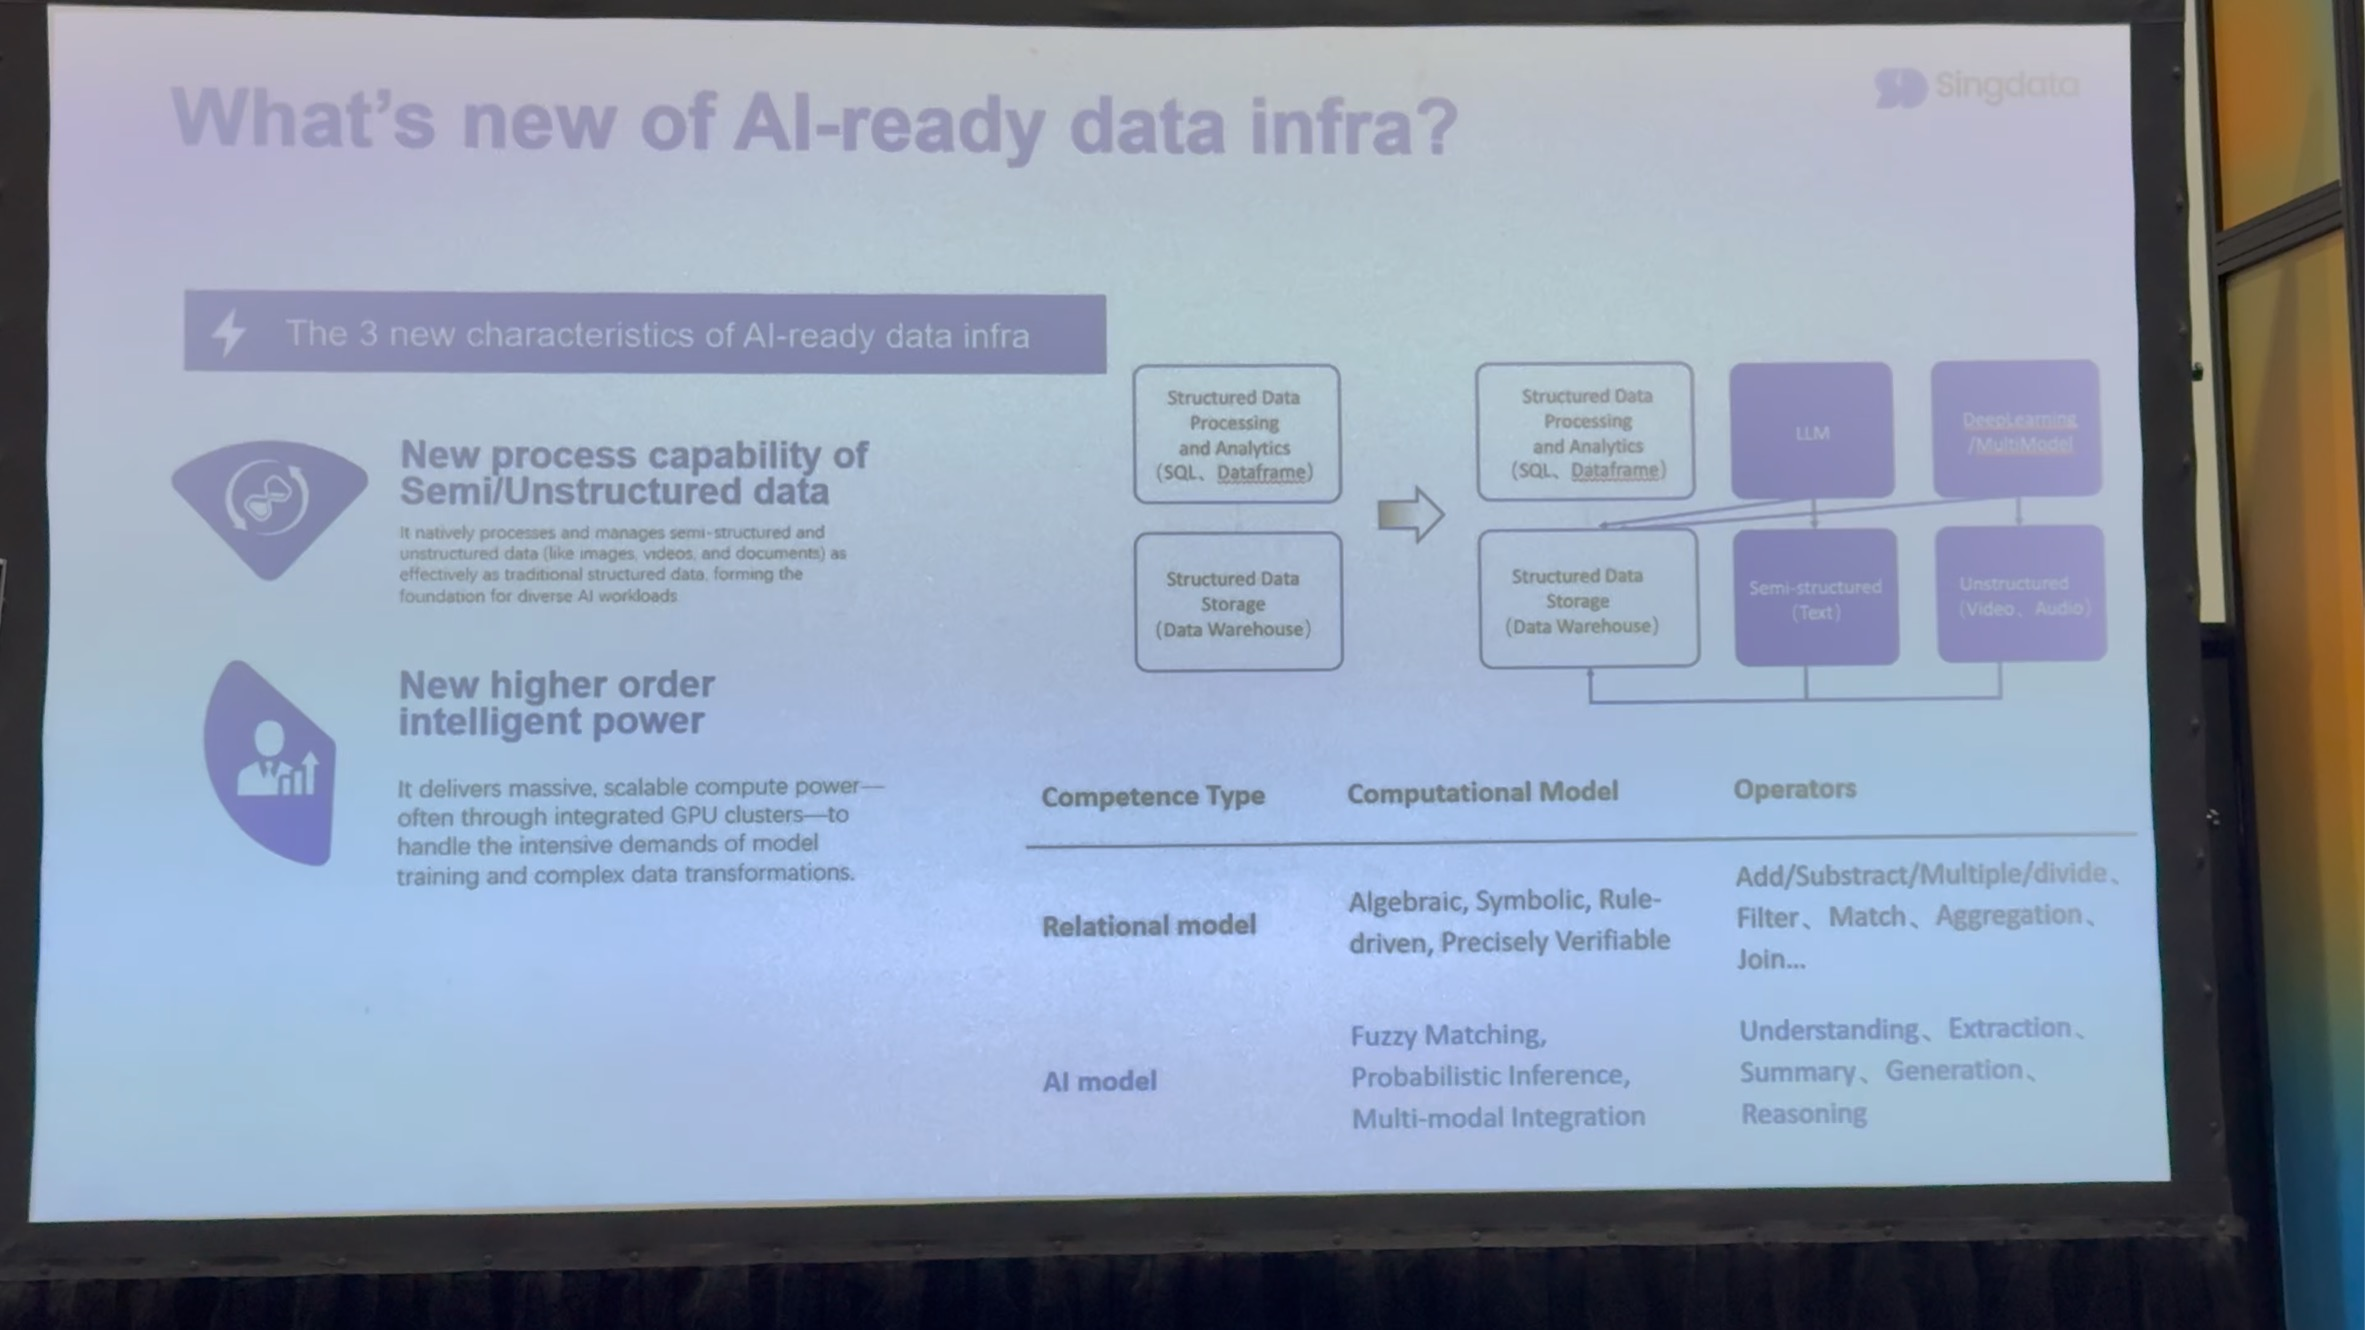 What's new of AI-ready data infra?
Singdata
The 3 new characteristics of AI-ready data infra
New process capability of
Semi/Unstructured data
It natively processes and manages semi-structured and
unstructured data (like images, videos, and documents) as
effectively as traditional structured data, forming the
foundation for diverse AI workloads
New higher order
intelligent power
It delivers massive, scalable compute power—
often through integrated GPU clusters—to
handle the intensive demands of model
training and complex data transformations.
Structured Data
Processing
and Analytics
(SQL、Dataframe)
Structured Data
Storage
(Data Warehouse)
Structured Data
Processing
and Analytics
(SQL、Dataframe)
LLM
DeepLearning
/MultiModel
Structured Data
Storage
(Data Warehouse)
Semi-structured
(Text)
Unstructured
(Video、Audio)
Competence Type
Computational Model
Operators
Relational model
Algebraic, Symbolic, Rule-
driven, Precisely Verifiable
Add/Substract/Multiple/divide、
Filter、Match、Aggregation、
Join...
AI model
Fuzzy Matching,
Probabilistic Inference,
Multi-modal Integration
Understanding、Extraction、
Summary、Generation、
Reasoning